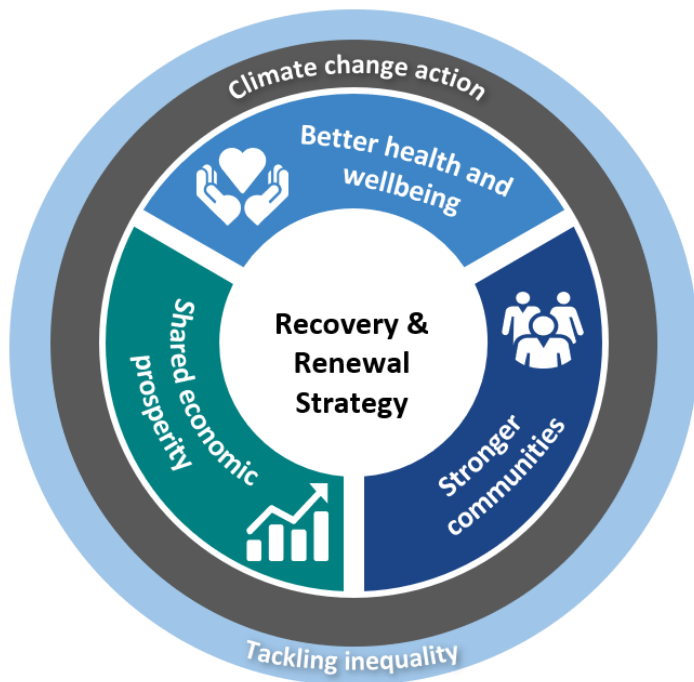 Climate change action
Better health and
wellbeing
Shared economic
prosperity
Recovery &
Renewal
Strategy
Stronger
communities
Tackling inequality